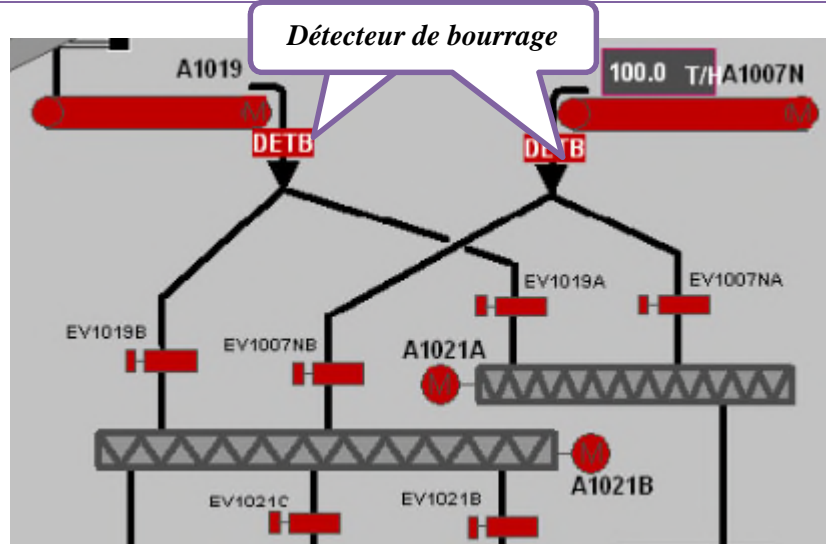 Détecteur de bourrage
A1019
100.0 T/H
A1007N
M
M
DETB
DETB
EV1019A
EV1007NA
EV1019B
EV1007NB
A1021A
M
M
A1021B
EV1021C
EV1021B